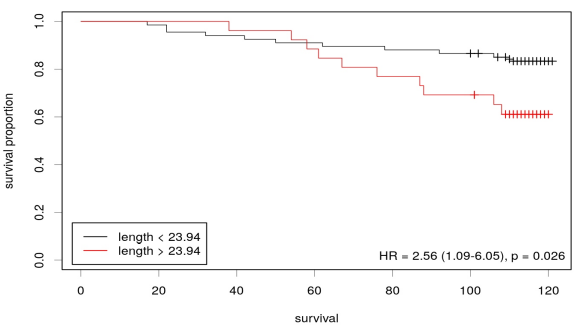 survival proportion
1.0
0.8
0.6
0.4
0.2
0.0
length < 23.94
length > 23.94
HR = 2.56 (1.09-6.05), p = 0.026
0 20 40 60 80 100 120
survival